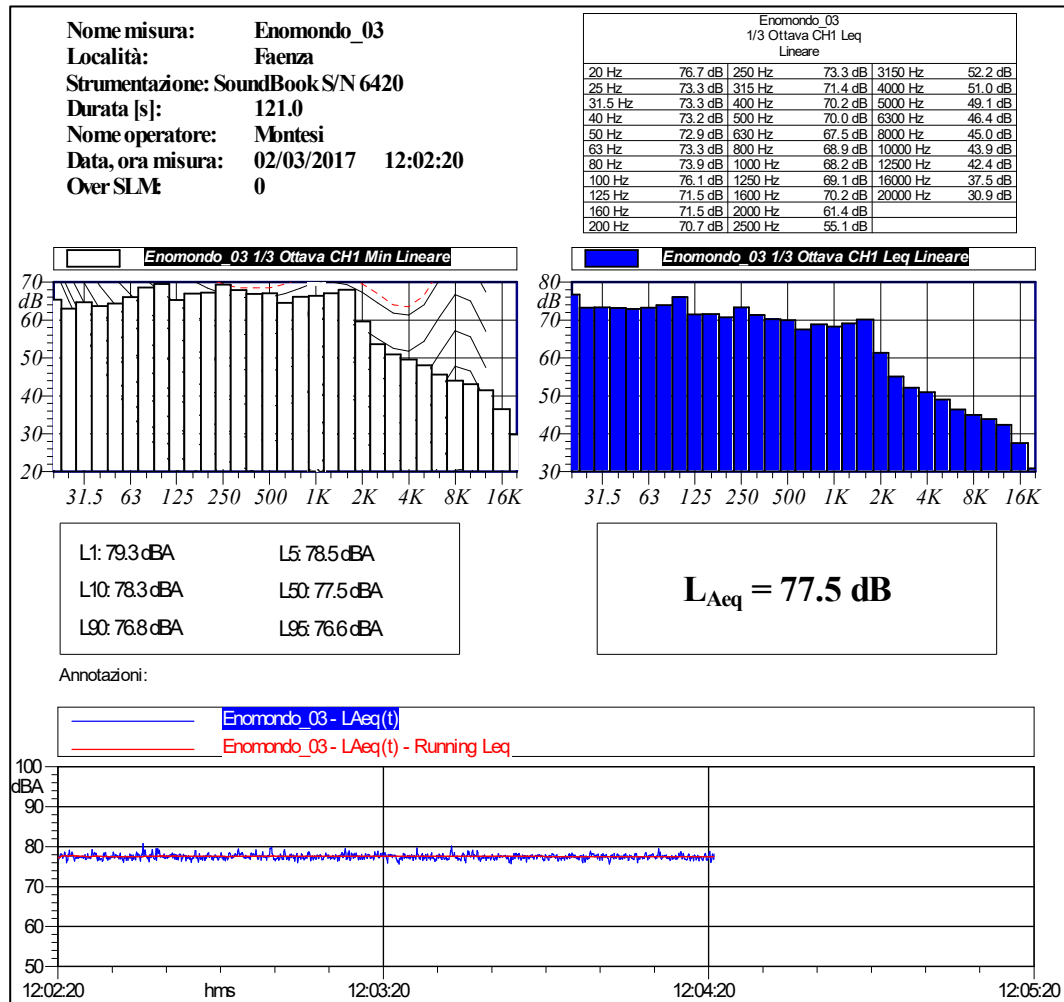 Nome misura: Enomondo_03
Località: Faenza
Strumentazione: SoundBook S/N 6420
Durata [s]: 121.0
Nome operatore: Montesi
Data, ora misura: 02/03/2017 12:02:20
Over SLM: 0
Enomondo_03
1/3 Ottava CH1 Leq
Lineare
20 Hz 76.7 dB 250 Hz 73.3 dB 3150 Hz 52.2 dB
25 Hz 73.3 dB 315 Hz 71.4 dB 4000 Hz 51.0 dB
31.5 Hz 73.3 dB 400 Hz 70.2 dB 5000 Hz 49.1 dB
40 Hz 73.2 dB 500 Hz 70.0 dB 6300 Hz 46.4 dB
50 Hz 72.9 dB 630 Hz 67.5 dB 8000 Hz 45.0 dB
63 Hz 73.3 dB 800 Hz 68.9 dB 10000 Hz 43.9 dB
80 Hz 73.9 dB 1000 Hz 68.2 dB 12500 Hz 42.4 dB
100 Hz 76.1 dB 1250 Hz 69.1 dB 16000 Hz 37.5 dB
125 Hz 71.5 dB 1600 Hz 70.2 dB 20000 Hz 30.9 dB
160 Hz 71.5 dB 2000 Hz 61.4 dB
200 Hz 70.7 dB 2500 Hz 55.1 dB
Enomondo_03 1/3 Ottava CH1 Min Lineare
70
dB
60
50
40
30
20
31.5 63 125 250 500 1K 2K 4K 8K 16K
Enomondo_03 1/3 Ottava CH1 Leq Lineare
80
dB
70
60
50
40
30
31.5 63 125 250 500 1K 2K 4K 8K 16K
L1: 79.3 dBA L5: 78.5 dBA
L10: 78.3 dBA L50: 77.5 dBA
L90: 76.8 dBA L95: 76.6 dBA
LAeq = 77.5 dB
Annotazioni:
Enomondo_03 - LAeq(t)
Enomondo_03 - LAeq(t) - Running Leq
100
dBA
90
80
70
60
50
12:02:20 hms 12:03:20 12:04:20 12:05:20